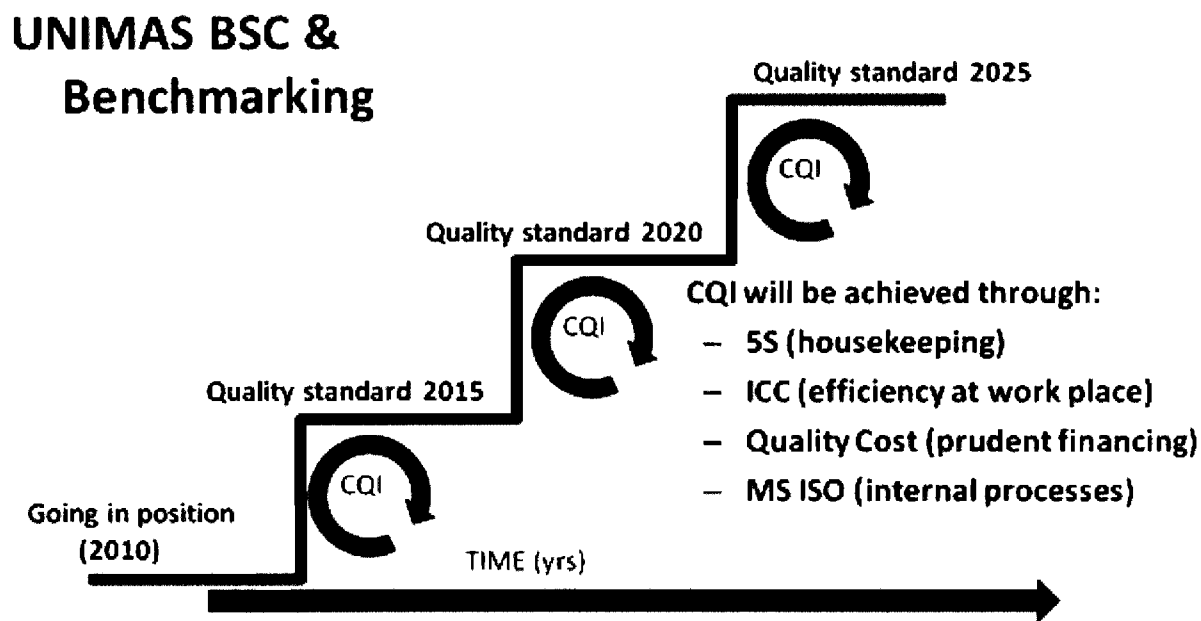 UNIMAS BSC &
Benchmarking
Quality standard 2025
CQI
Quality standard 2020
CQI
CQI will be achieved through:
– 5S (housekeeping)
– ICC (efficiency at work place)
– Quality Cost (prudent financing)
– MS ISO (internal processes)
Quality standard 2015
CQI
Going in position
(2010)
TIME (yrs)